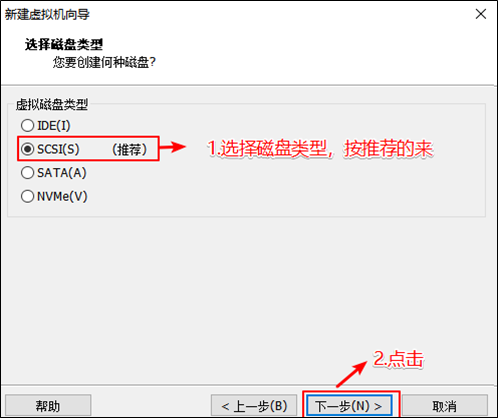 新建虚拟机向导
选择磁盘类型
您要创建何种磁盘?
虚拟磁盘类型
IDE(I)
SCSI(S) (推荐)
1.选择磁盘类型，按推荐的来
SATA(A)
NVMe(V)
2.点击
帮助 < 上一步(B) 下一步(N) > 取消